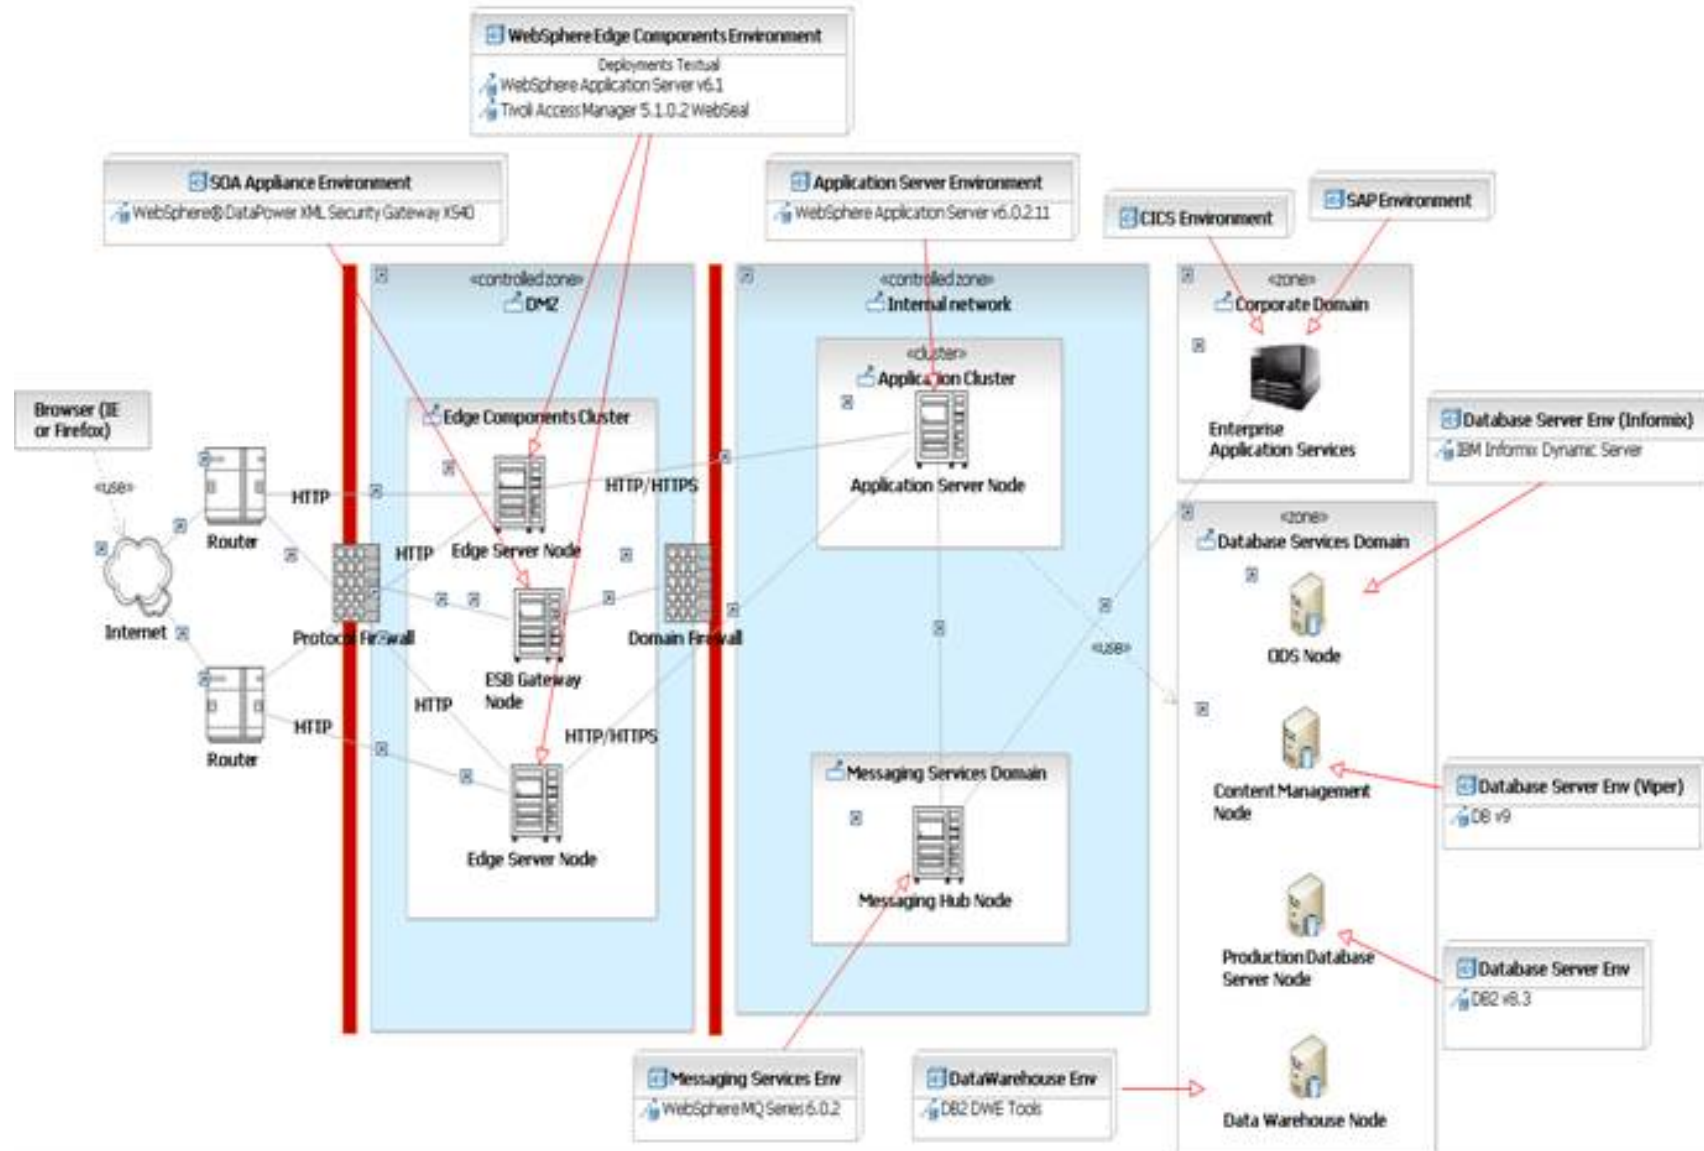 WebSphere Edge Components Environment
Deployments Textual
WebSphere Application Server v6.1
Tivoli Access Manager 5.1.0.2 WebSeal
SOA Appliance Environment
WebSphere® DataPower XML Security Gateway XS40
Application Server Environment
WebSphere Application Server v6.0.2.11
CICS Environment
SAP Environment
«controlled zone»
DMZ
«controlled zone»
Internal network
«zone»
Corporate Domain
«cluster»
Application Cluster
Browser (IE
or Firefox)
Edge Components Cluster
Enterprise
Application Services
Database Server Env (Informix)
IBM Informix Dynamic Server
«use»
HTTP
HTTP/HTTPS
Application Server Node
Router
HTTP
Edge Server Node
«zone»
Database Services Domain
Internet
Protocol Firewall
Domain Firewall
«use»
ODS Node
ESB Gateway
Node
HTTP
HTTP
HTTP/HTTPS
Router
Messaging Services Domain
Content Management
Node
Database Server Env (Viper)
DB v9
Edge Server Node
Messaging Hub Node
Production Database
Server Node
Database Server Env
DB2 v8.3
Messaging Services Env
WebSphere MQ Series 6.0.2
DataWarehouse Env
DB2 DWE Tools
Data Warehouse Node